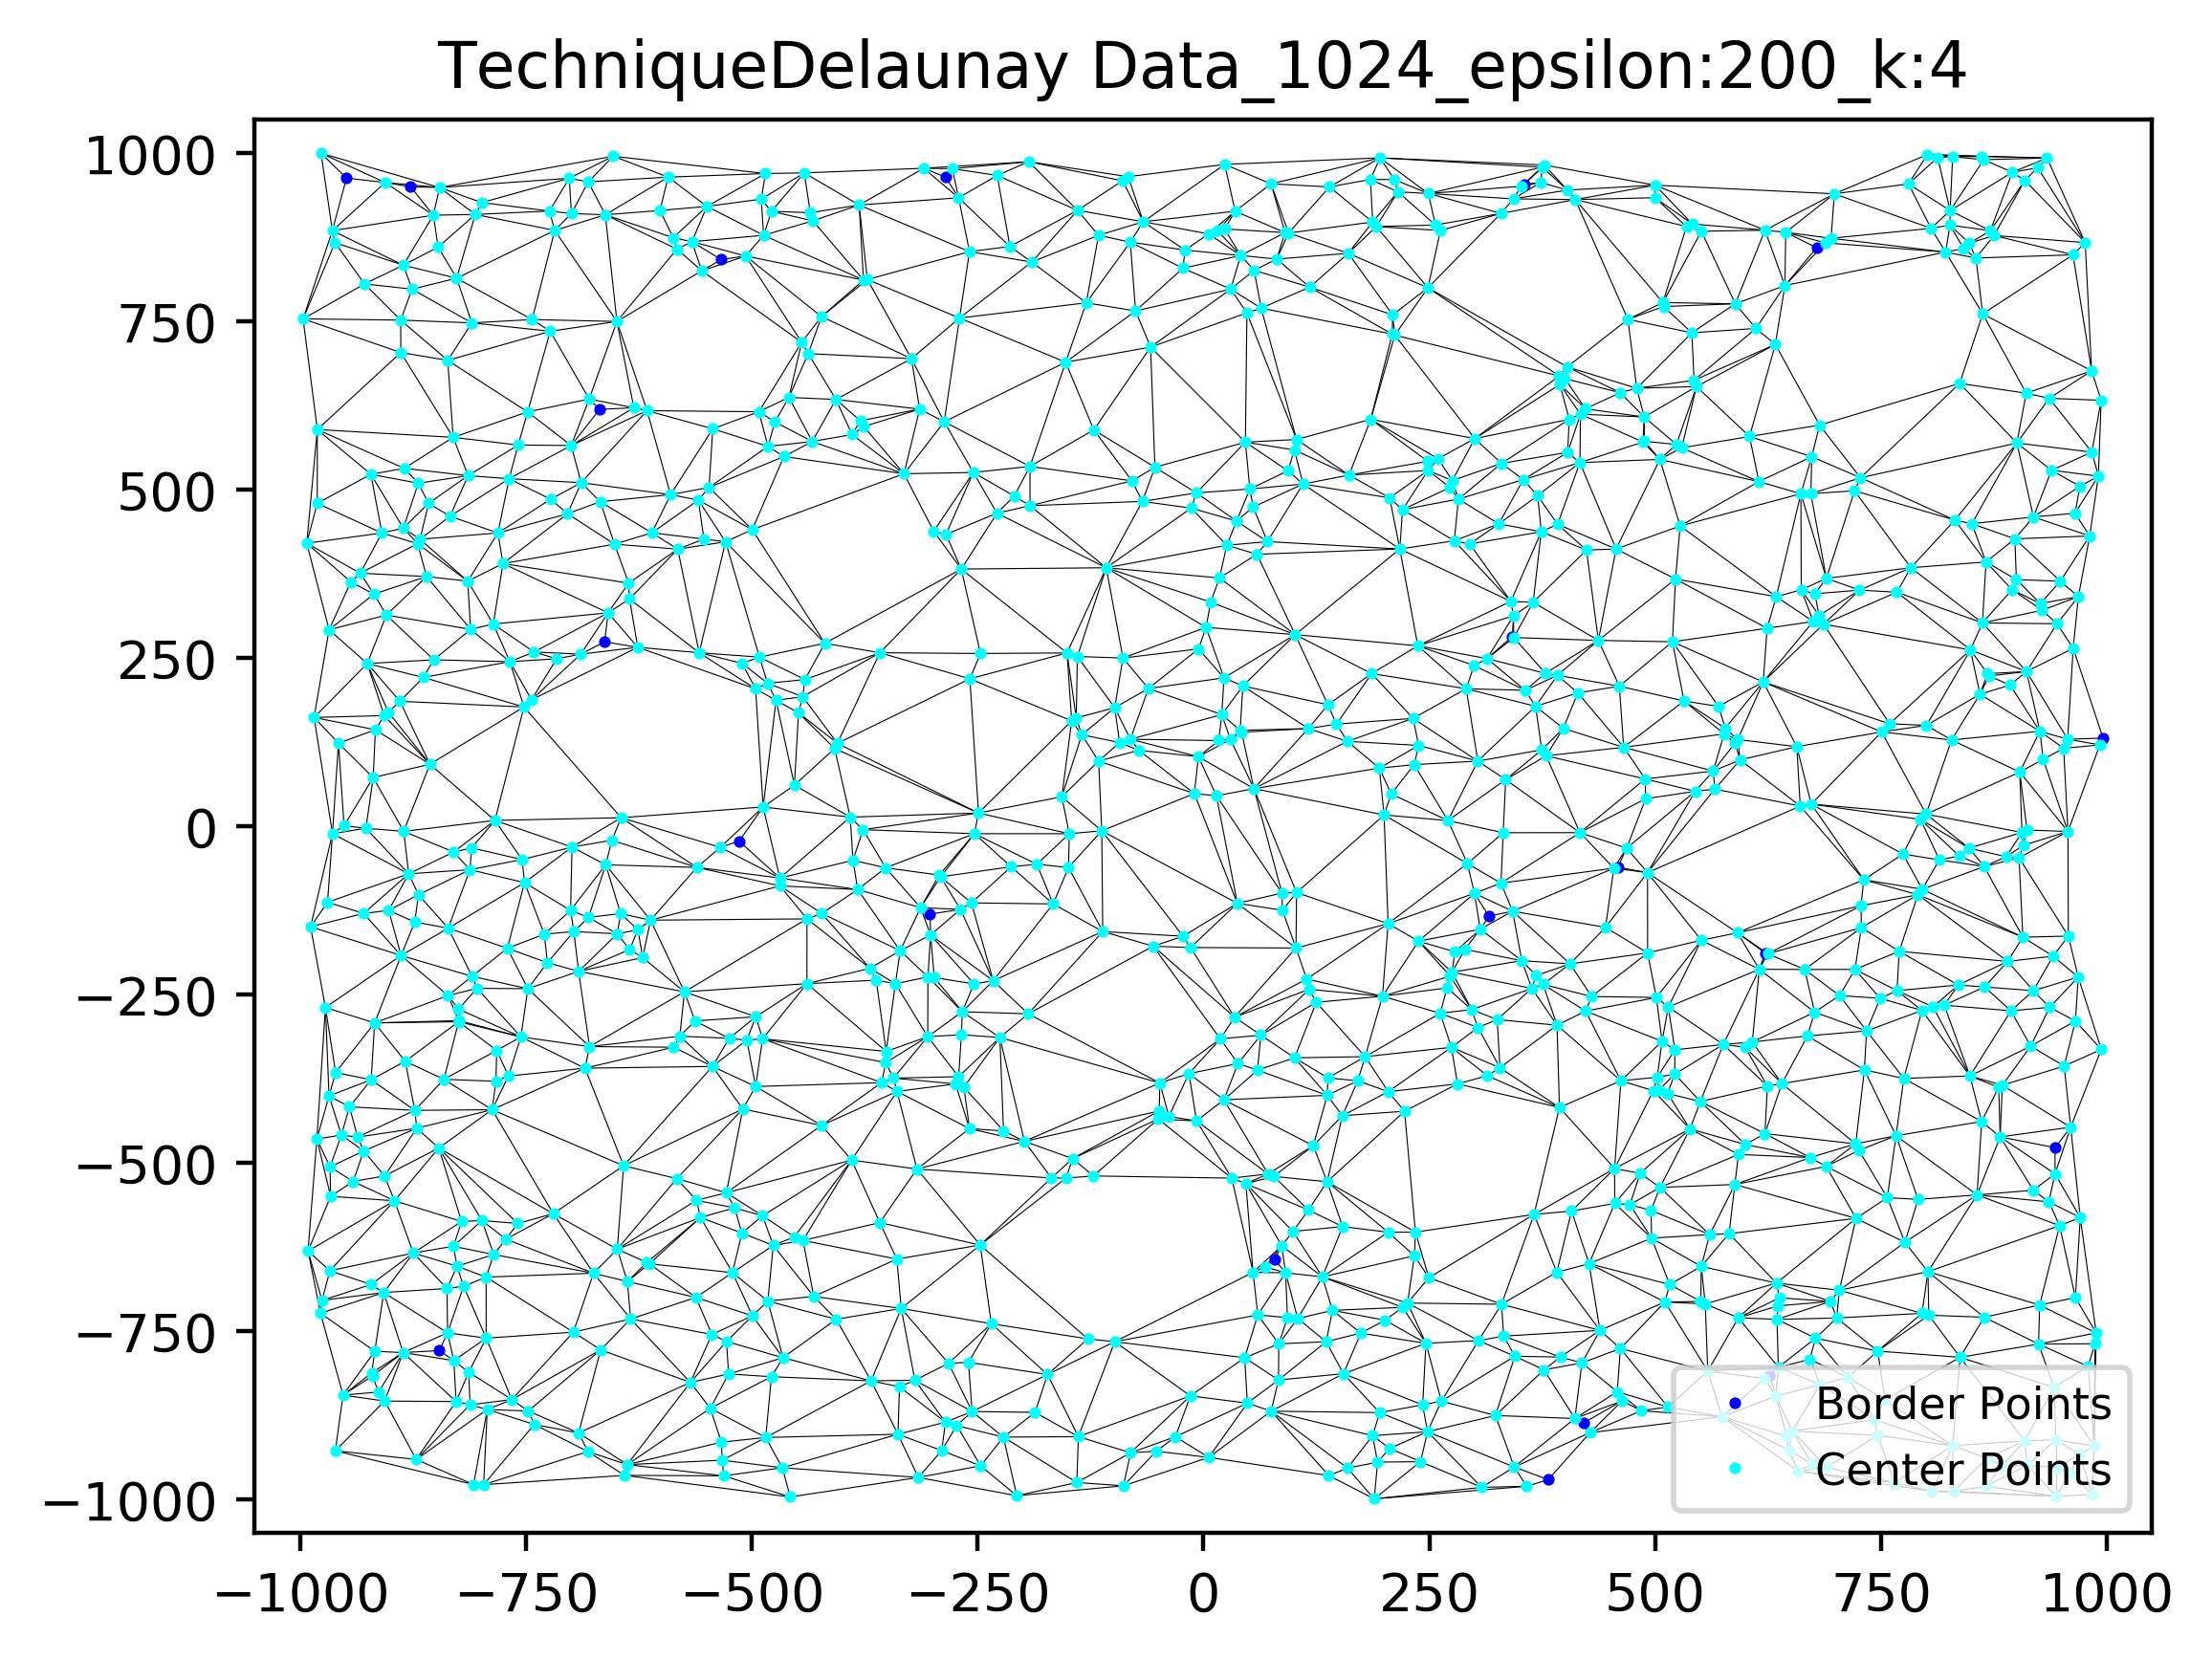 TechniqueDelaunay Data_1024_epsilon:200_k:4
1000
750
500
250
0
−250
−500
−750
−1000
Border Points
Center Points
−1000 −750 −500 −250 0 250 500 750 1000